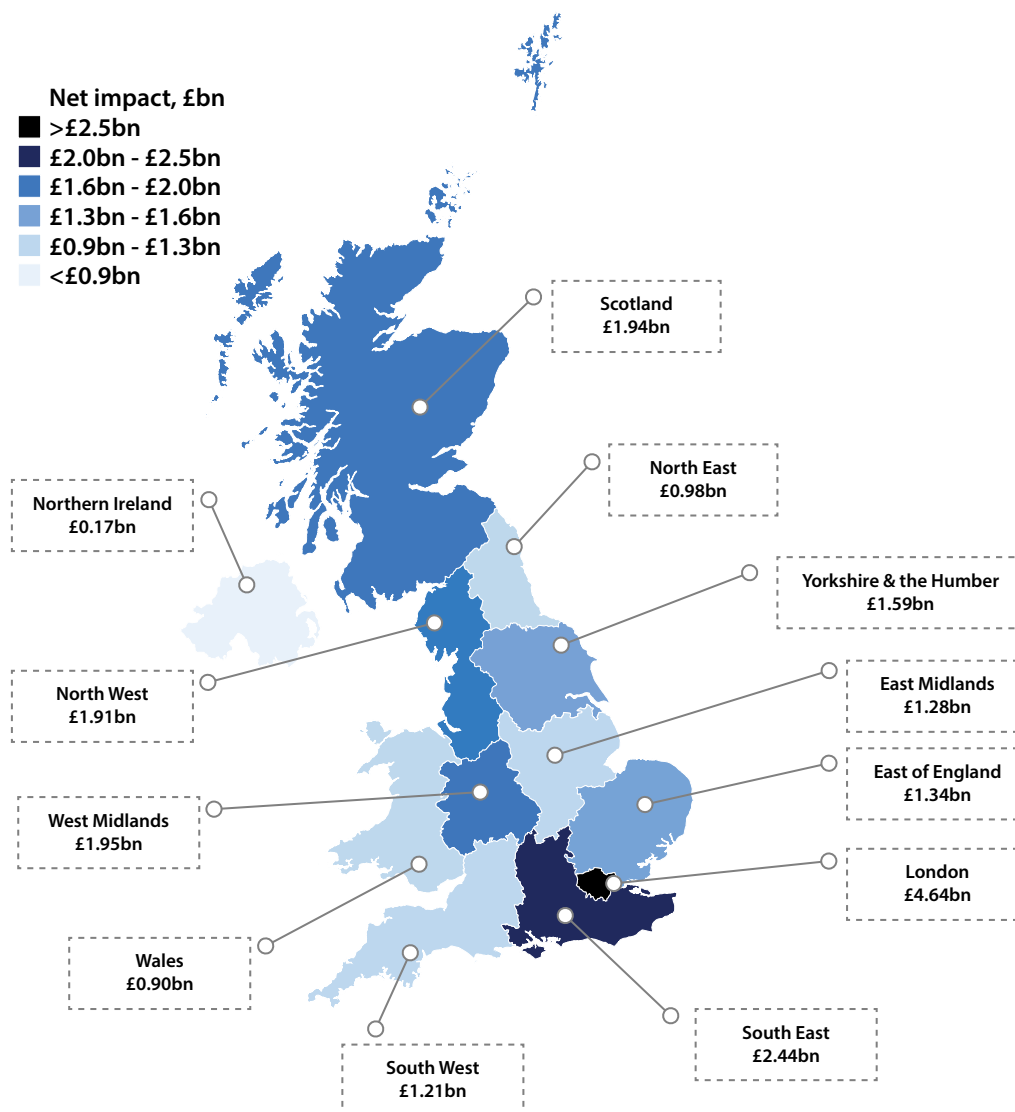 Net impact, £bn
>£2.5bn
£2.0bn - £2.5bn
£1.6bn - £2.0bn
£1.3bn - £1.6bn
£0.9bn - £1.3bn
<£0.9bn
Scotland
£1.94bn
North East
£0.98bn
Northern Ireland
£0.17bn
Yorkshire & the Humber
£1.59bn
North West
£1.91bn
East Midlands
£1.28bn
East of England
£1.34bn
West Midlands
£1.95bn
London
£4.64bn
Wales
£0.90bn
South East
£2.44bn
South West
£1.21bn